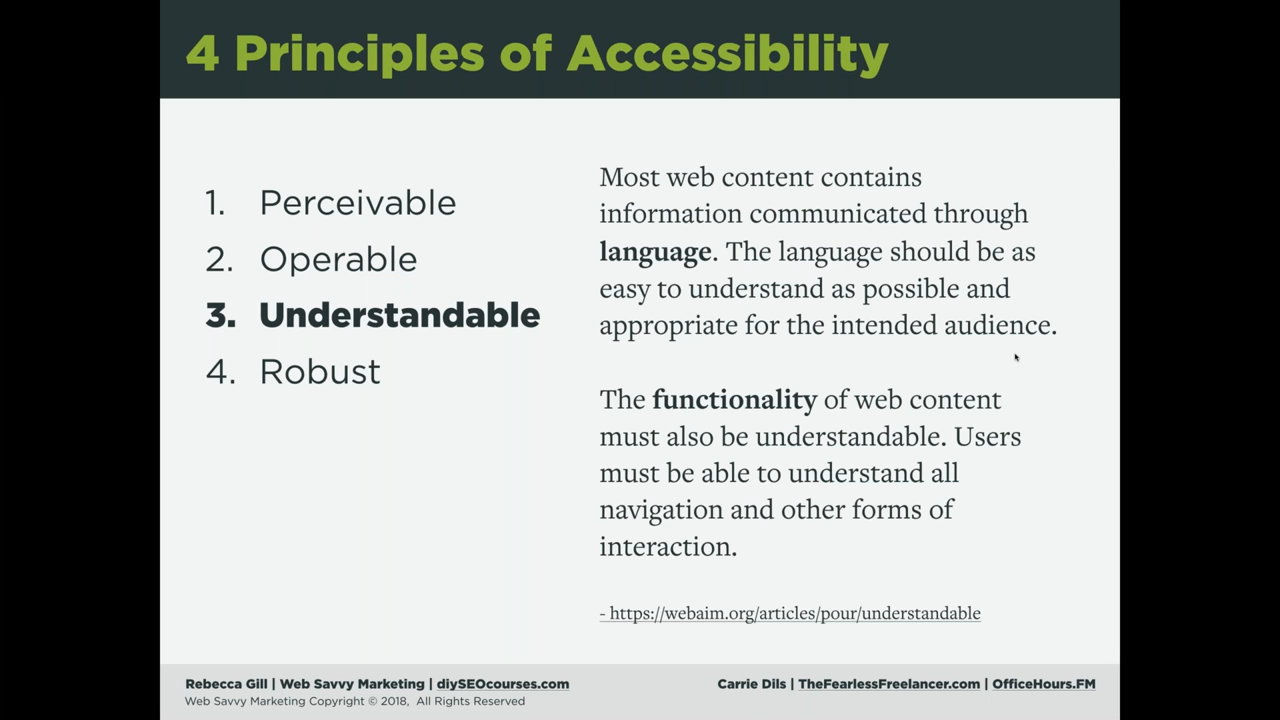 4 Principles of Accessibility
1. Perceivable
2. Operable
3. Understandable
4. Robust
Most web content contains
information communicated through
language. The language should be as
easy to understand as possible and
appropriate for the intended audience.
The functionality of web content
must also be understandable. Users
must be able to understand all
navigation and other forms of
interaction.
- https://webaim.org/articles/pour/understandable
Rebecca Gill | Web Savvy Marketing | diySEOcourses.com
Web Savvy Marketing Copyright © 2018, All Rights Reserved
Carrie Dils | TheFearlessFreelancer.com | OfficeHours.FM